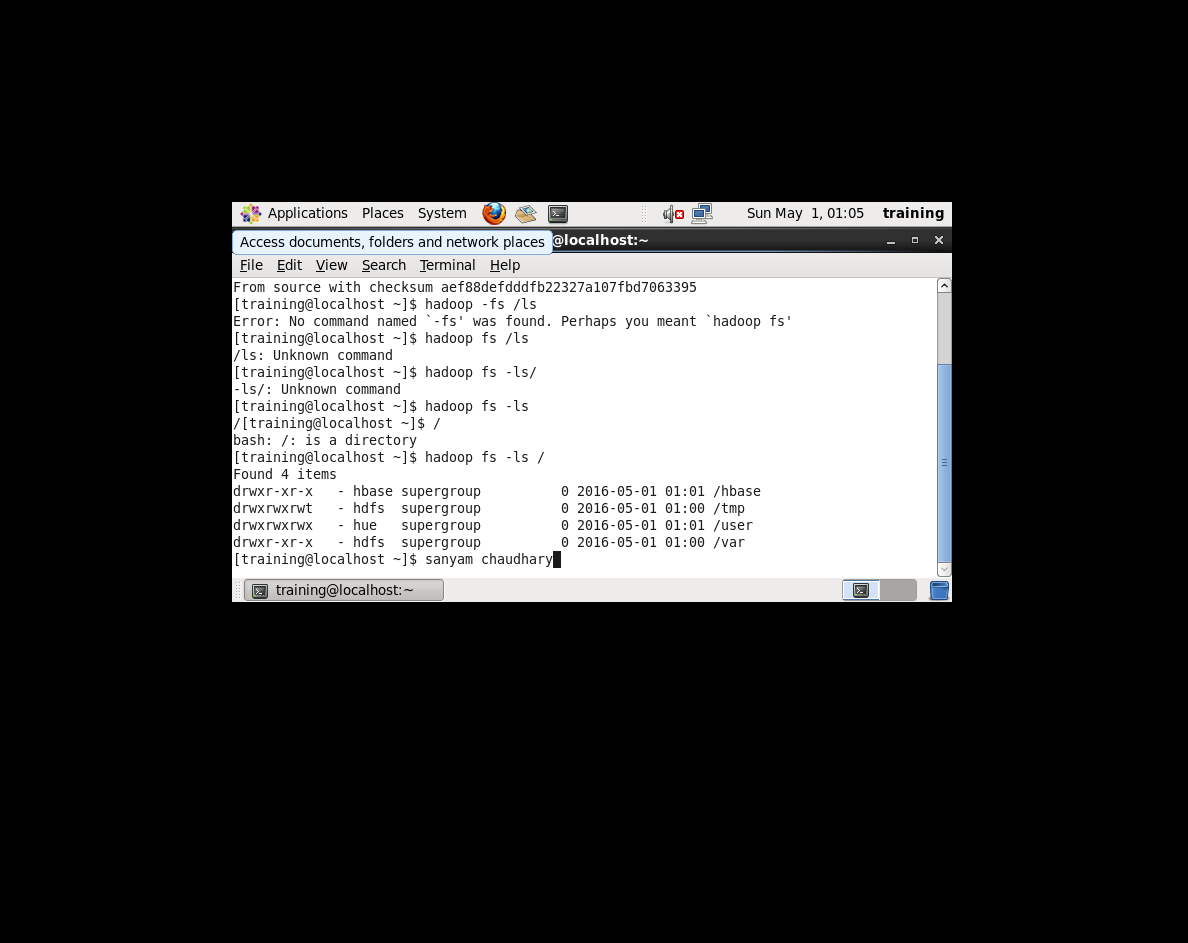 Applications Places System Sun May 1, 01:05 training
Access documents, folders and network places @localhost:~
File Edit View Search Terminal Help
From source with checksum aef88defdddfb22327a107fbd7063395
[training@localhost ~]$ hadoop -fs /ls
Error: No command named `-fs' was found. Perhaps you meant `hadoop fs'
[training@localhost ~]$ hadoop fs /ls
/ls: Unknown command
[training@localhost ~]$ hadoop fs -ls/
-ls/: Unknown command
[training@localhost ~]$ hadoop fs -ls
/[training@localhost ~]$ /
bash: /: is a directory
[training@localhost ~]$ hadoop fs -ls /
Found 4 items
drwxr-xr-x   - hbase supergroup          0 2016-05-01 01:01 /hbase
drwxrwxrwt   - hdfs  supergroup          0 2016-05-01 01:00 /tmp
drwxrwxrwx   - hue   supergroup          0 2016-05-01 01:01 /user
drwxr-xr-x   - hdfs  supergroup          0 2016-05-01 01:00 /var
[training@localhost ~]$ sanyam chaudhary
training@localhost:~